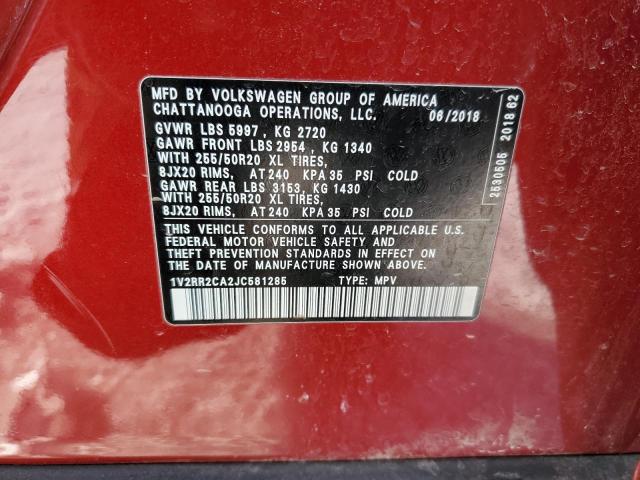 MFD BY VOLKSWAGEN GROUP OF AMERICA
CHATTANOOGA OPERATIONS, LLC. 06/2018
GVWR LBS 5997 , KG 2720
GAWR FRONT LBS 2954 , KG 1340
WITH 255/50R20 XL TIRES,
8JX20 RIMS, AT 240 KPA 35 PSI COLD
GAWR REAR LBS 3153, KG 1430
WITH 255/50R20 XL TIRES,
8JX20 RIMS, AT 240 KPA 35 PSI COLD
THIS VEHICLE CONFORMS TO ALL APPLICABLE U.S.
FEDERAL MOTOR VEHICLE SAFETY AND
THEFT PREVENTION STANDARDS IN EFFECT ON THE
DATE OF MANUFACTURE SHOWN ABOVE.
1V2RR2CA2JC581285 TYPE: MPV
2530505 2018 62